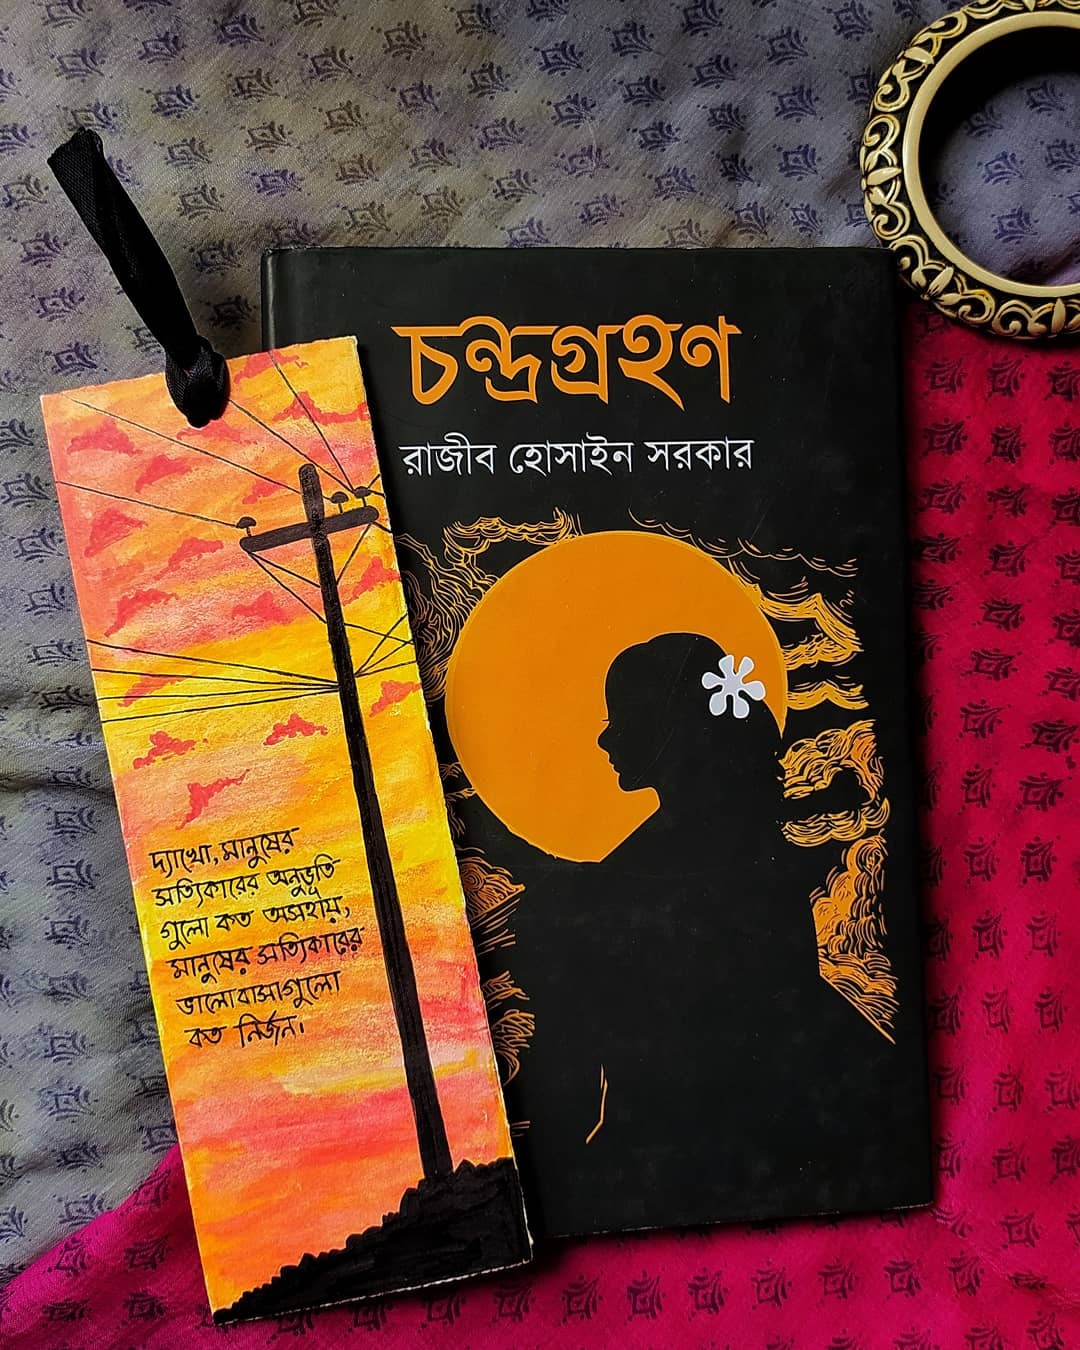 চন্দ্রগ্রহণ
রাজীব হোসাইন সরকার
দ্যাখো, মানুষের
সত্যিকারের অনুভূতি
গুলো কত অসহায়,
মানুষের সত্যিকারের
ভালোবাসাগুলো
কত নির্জন।